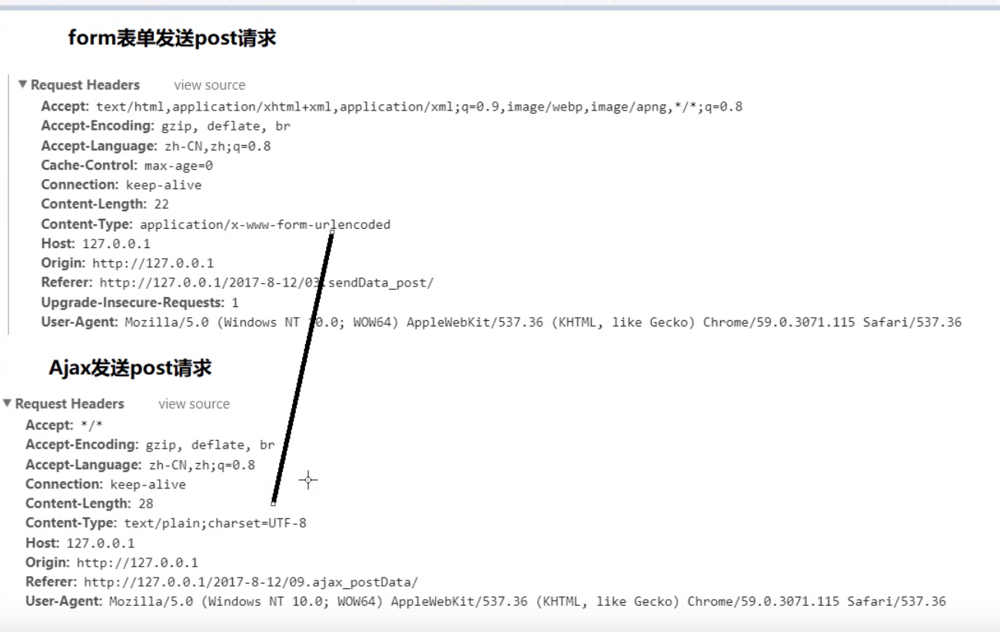 form表单发送post请求
▼ Request Headers view source
Accept: text/html,application/xhtml+xml,application/xml;q=0.9,image/webp,image/apng,*/*;q=0.8
Accept-Encoding: gzip, deflate, br
Accept-Language: zh-CN,zh;q=0.8
Cache-Control: max-age=0
Connection: keep-alive
Content-Length: 22
Content-Type: application/x-www-form-urlencoded
Host: 127.0.0.1
Origin: http://127.0.0.1
Referer: http://127.0.0.1/2017-8-12/03.sendData_post/
Upgrade-Insecure-Requests: 1
User-Agent: Mozilla/5.0 (Windows NT 10.0; WOW64) AppleWebKit/537.36 (KHTML, like Gecko) Chrome/59.0.3071.115 Safari/537.36
Ajax发送post请求
▼ Request Headers view source
Accept: */*
Accept-Encoding: gzip, deflate, br
Accept-Language: zh-CN,zh;q=0.8
Connection: keep-alive
Content-Length: 28
Content-Type: text/plain;charset=UTF-8
Host: 127.0.0.1
Origin: http://127.0.0.1
Referer: http://127.0.0.1/2017-8-12/09.ajax_postData/
User-Agent: Mozilla/5.0 (Windows NT 10.0; WOW64) AppleWebKit/537.36 (KHTML, like Gecko) Chrome/59.0.3071.115 Safari/537.36